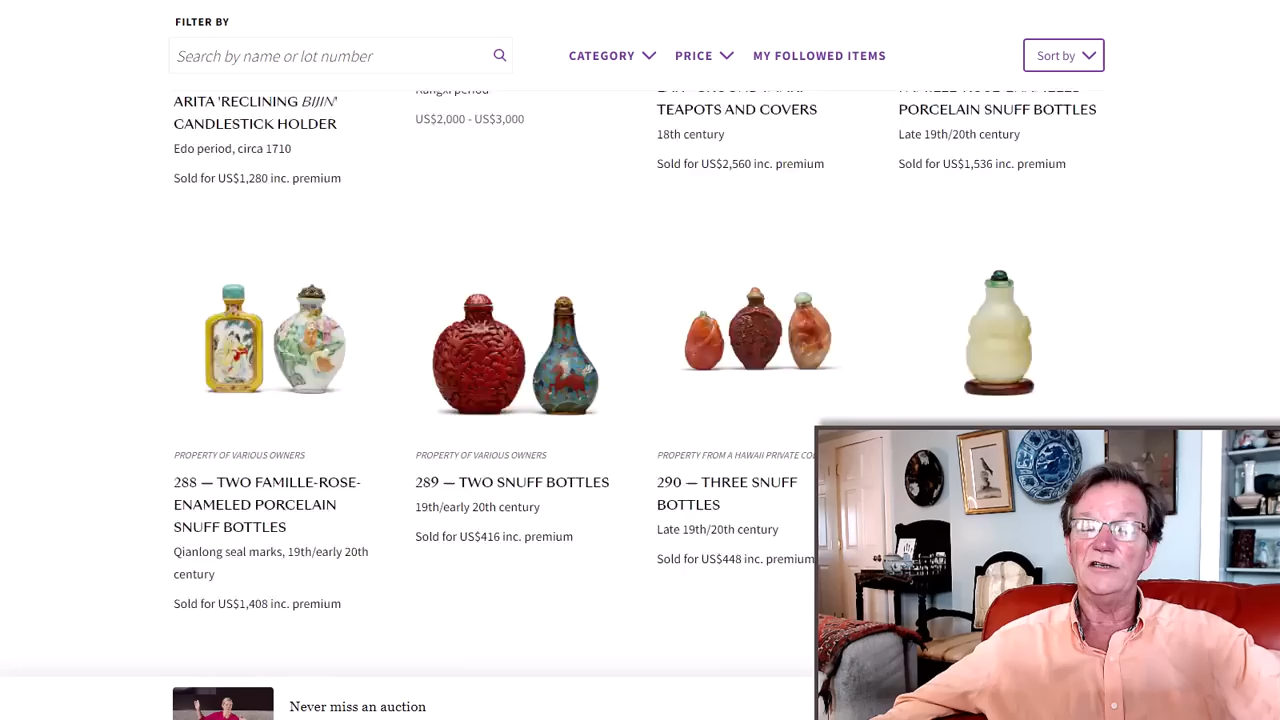 FILTER BY
Search by name or lot number
CATEGORY
PRICE
MY FOLLOWED ITEMS
Sort by
ARITA 'RECLINING BIJIN'
CANDLESTICK HOLDER
Edo period, circa 1710
Sold for US$1,280 inc. premium
Kangxi period
US$2,000 - US$3,000
TEAPOTS AND COVERS
18th century
Sold for US$2,560 inc. premium
PORCELAIN SNUFF BOTTLES
Late 19th/20th century
Sold for US$1,536 inc. premium
PROPERTY OF VARIOUS OWNERS
288 — TWO FAMILLE-ROSE-
ENAMELED PORCELAIN
SNUFF BOTTLES
Qianlong seal marks, 19th/early 20th
century
Sold for US$1,408 inc. premium
PROPERTY OF VARIOUS OWNERS
289 — TWO SNUFF BOTTLES
19th/early 20th century
Sold for US$416 inc. premium
PROPERTY FROM A HAWAII PRIVATE
290 — THREE SNUFF
BOTTLES
Late 19th/20th century
Sold for US$448 inc. premium
Never miss an auction